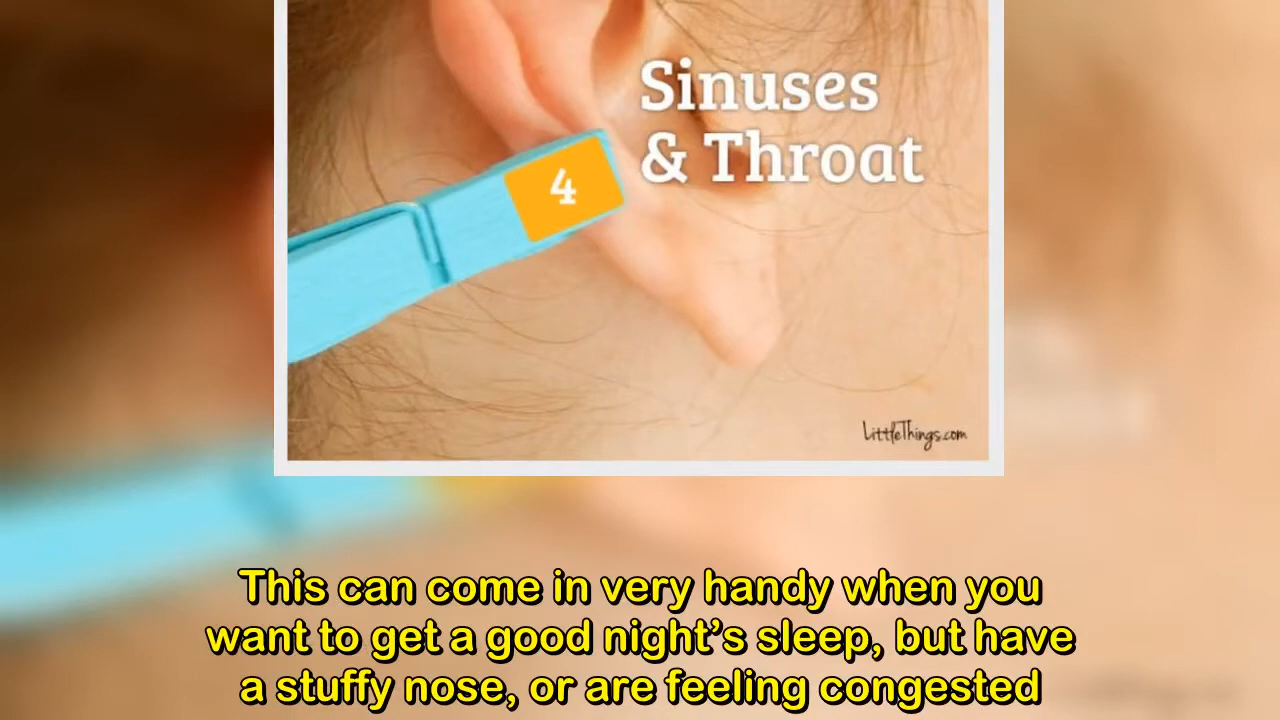 Sinuses
& Throat
4
LittleThings.com
This can come in very handy when you
want to get a good night’s sleep, but have
a stuffy nose, or are feeling congested